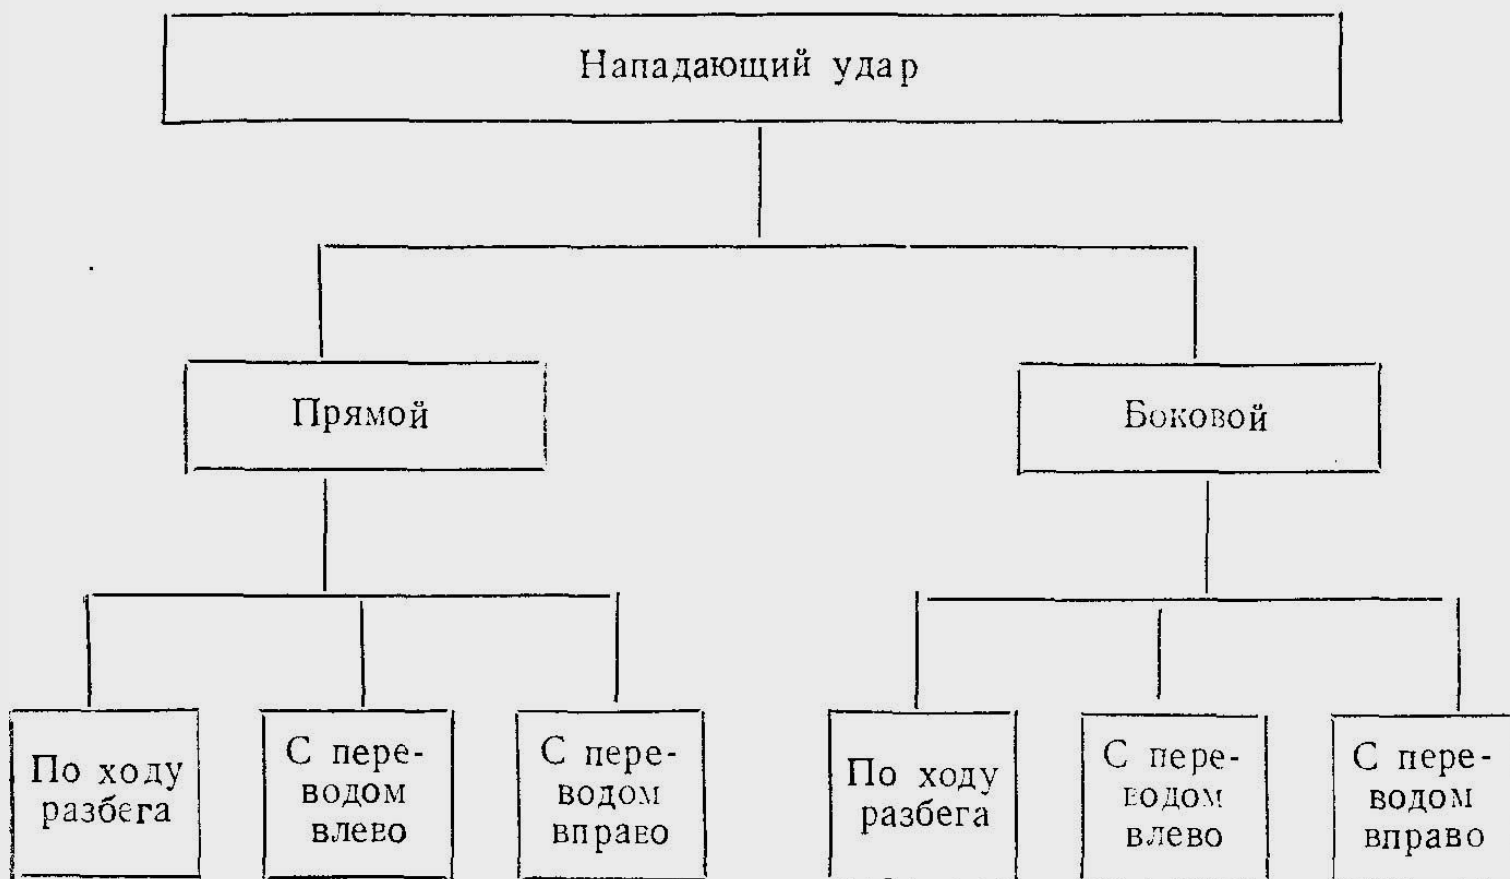 Нападающий удар
Прямой
Боковой
По ходу
разбега
С пере-
водом
влево
С пере-
водом
вправо
По ходу
разбега
С пере-
водом
влево
С пере-
водом
вправо